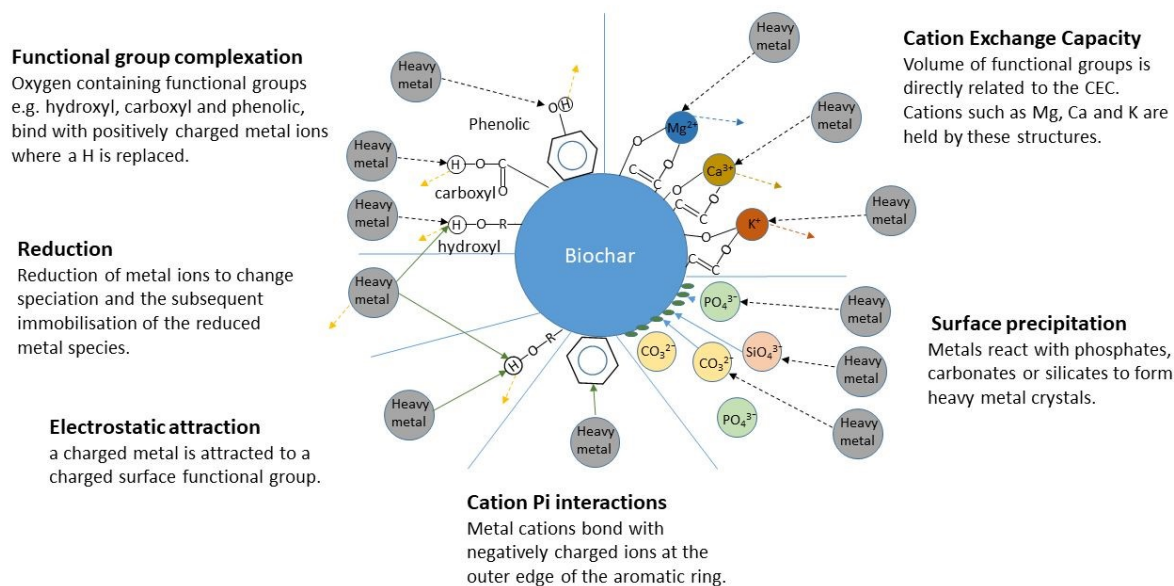 Functional group complexation
Oxygen containing functional groups
e.g. hydroxyl, carboxyl and phenolic,
bind with positively charged metal ions
where a H is replaced.
Reduction
Reduction of metal ions to change
speciation and the subsequent
immobilisation of the reduced
metal species.
Electrostatic attraction
a charged metal is attracted to a
charged surface functional group.
Heavy
metal
OH
Phenolic
Heavy
metal
H-O-C
O
carboxyl
Heavy
metal
H-O-R
hydroxyl
Heavy
metal
H-O-R
Heavy
metal
Biochar
Heavy
metal
Mg²⁺
O
O
C=C
Heavy
metal
Ca³⁺
O
O
C=C
Heavy
metal
K⁺
O
O
C=C
PO₄³⁻
Heavy
metal
CO₃²⁻
CO₃²⁻
SiO₄³⁻
Heavy
metal
PO₄³⁻
Heavy
metal
Heavy
metal
Cation Pi interactions
Metal cations bond with
negatively charged ions at the
outer edge of the aromatic ring.
Cation Exchange Capacity
Volume of functional groups is
directly related to the CEC.
Cations such as Mg, Ca and K are
held by these structures.
Surface precipitation
Metals react with phosphates,
carbonates or silicates to form
heavy metal crystals.